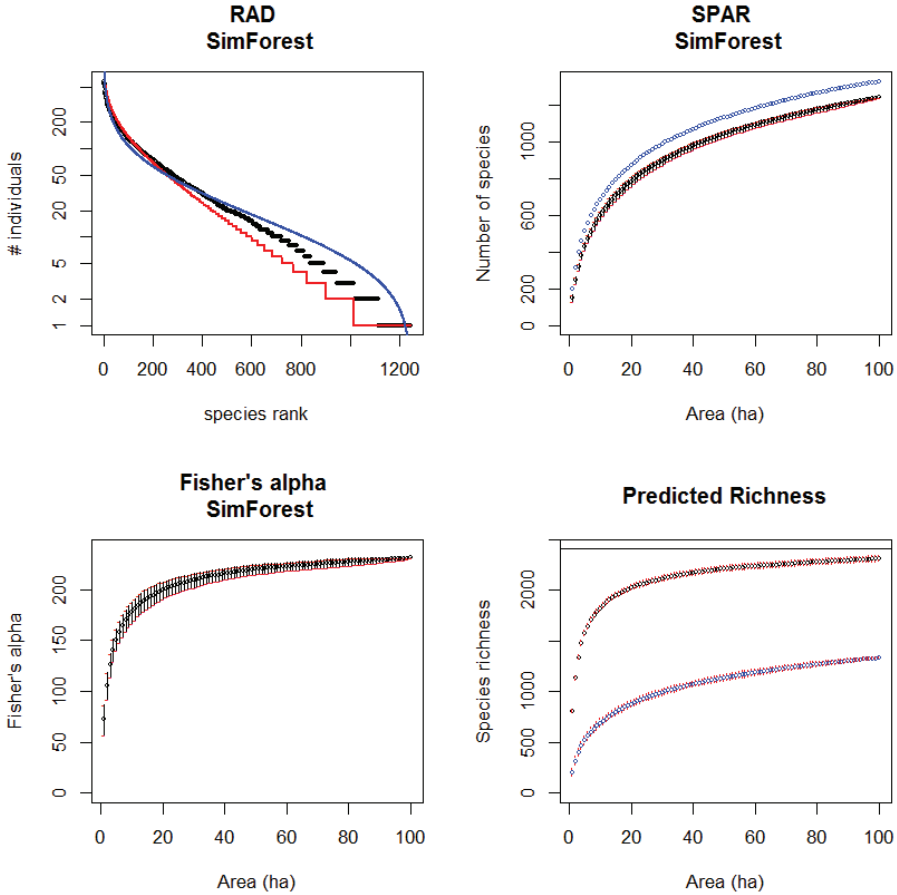 RAD
SimForest
# individuals
200
50
20
10
5
2
1
0
200
400
600
800
1200
species rank
SPAR
SimForest
Number of species
1000
600
200
0
0
20
40
60
80
100
Area (ha)
Fisher's alpha
SimForest
Fisher's alpha
200
150
100
50
0
0
20
40
60
80
100
Area (ha)
Predicted Richness
Species richness
2000
1000
500
0
0
20
40
60
80
100
Area (ha)